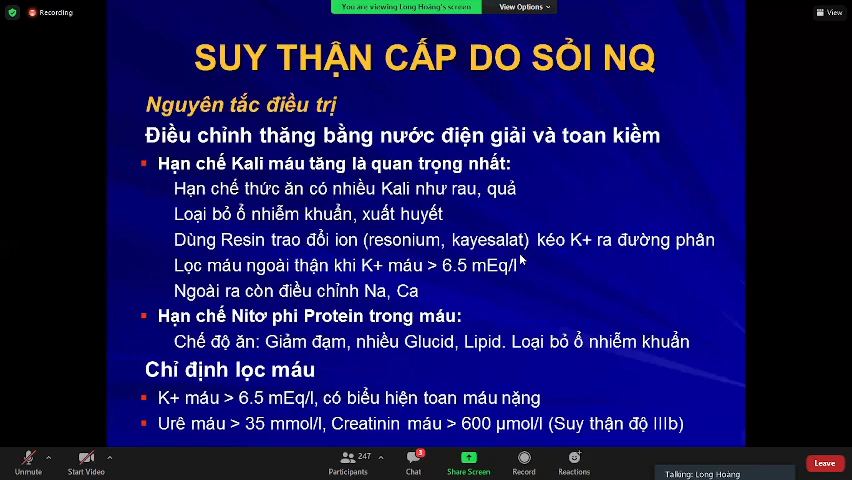 Recording
You are viewing Long Hoàng's screen
View Options
View
SUY THẬN CẤP DO SỎI NQ
Nguyên tắc điều trị
Điều chỉnh thăng bằng nước điện giải và toan kiềm
Hạn chế Kali máu tăng là quan trọng nhất:
Hạn chế thức ăn có nhiều Kali như rau, quả
Loại bỏ ổ nhiễm khuẩn, xuất huyết
Dùng Resin trao đổi ion (resonium, kayesalat) kéo K+ ra đường phân
Lọc máu ngoài thận khi K+ máu > 6.5 mEq/l
Ngoài ra còn điều chỉnh Na, Ca
Hạn chế Nitơ phi Protein trong máu:
Chế độ ăn: Giảm đạm, nhiều Glucid, Lipid. Loại bỏ ổ nhiễm khuẩn
Chỉ định lọc máu
K+ máu > 6.5 mEq/l, có biểu hiện toan máu nặng
Urê máu > 35 mmol/l, Creatinin máu > 600 µmol/l (Suy thận độ IIIb)
Unmute
Start Video
247
Participants
3
Chat
Share Screen
Record
Reactions
Talking: Long Hoàng
Leave